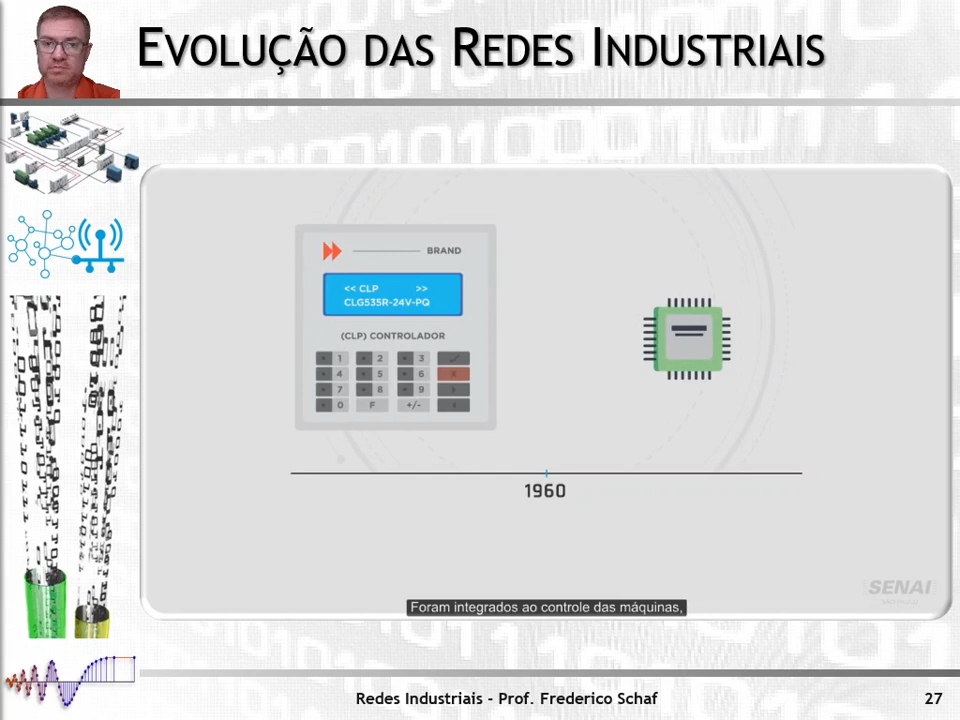 EVOLUÇÃO DAS REDES INDUSTRIAIS
BRAND
<< CLP >>
CLG535R-24V-PQ
(CLP) CONTROLADOR
1 2 3
4 5 6
7 8 9
0 F +/-
1960
SENAI
Foram integrados ao controle das máquinas,
Redes Industriais - Prof. Frederico Schaf 27